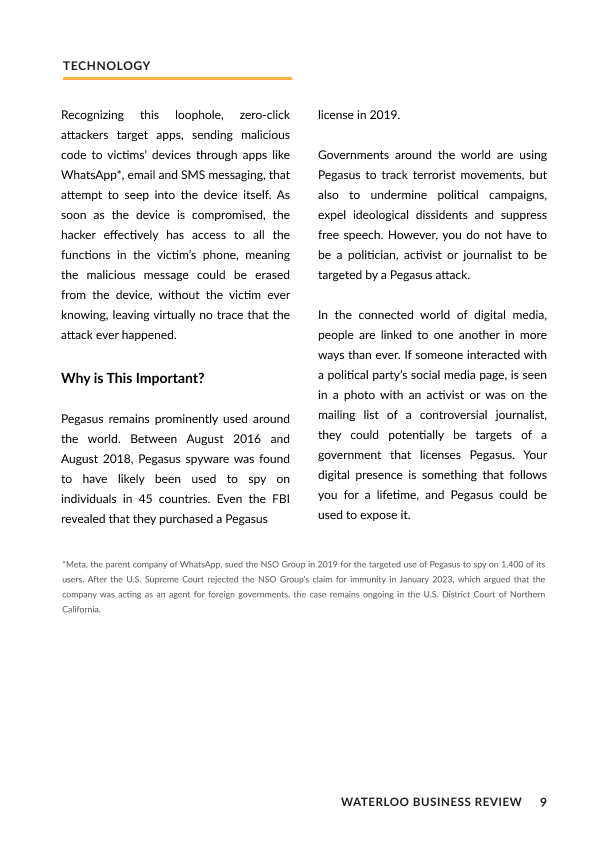 TECHNOLOGY
Recognizing this loophole, zero-click
attackers target apps, sending malicious
code to victims’ devices through apps like
WhatsApp*, email and SMS messaging, that
attempt to seep into the device itself. As
soon as the device is compromised, the
hacker effectively has access to all the
functions in the victim’s phone, meaning
the malicious message could be erased
from the device, without the victim ever
knowing, leaving virtually no trace that the
attack ever happened.
Why is This Important?
Pegasus remains prominently used around
the world. Between August 2016 and
August 2018, Pegasus spyware was found
to have likely been used to spy on
individuals in 45 countries. Even the FBI
revealed that they purchased a Pegasus
license in 2019.
Governments around the world are using
Pegasus to track terrorist movements, but
also to undermine political campaigns,
expel ideological dissidents and suppress
free speech. However, you do not have to
be a politician, activist or journalist to be
targeted by a Pegasus attack.
In the connected world of digital media,
people are linked to one another in more
ways than ever. If someone interacted with
a political party’s social media page, is seen
in a photo with an activist or was on the
mailing list of a controversial journalist,
they could potentially be targets of a
government that licenses Pegasus. Your
digital presence is something that follows
you for a lifetime, and Pegasus could be
used to expose it.
*Meta, the parent company of WhatsApp, sued the NSO Group in 2019 for the targeted use of Pegasus to spy on 1,400 of its
users. After the U.S. Supreme Court rejected the NSO Group’s claim for immunity in January 2023, which argued that the
company was acting as an agent for foreign governments, the case remains ongoing in the U.S. District Court of Northern
California.
WATERLOO BUSINESS REVIEW 9